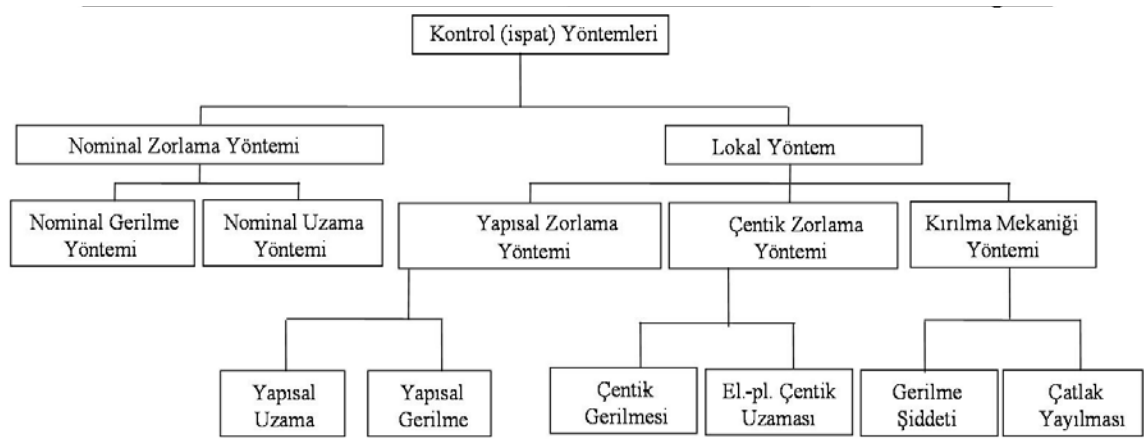 Kontrol (ispat) Yöntemleri
Nominal Zorlama Yöntemi
Lokal Yöntem
Nominal Gerilme
Yöntemi
Nominal Uzama
Yöntemi
Yapısal Zorlama
Yöntemi
Çentik Zorlama
Yöntemi
Kırılma Mekaniği
Yöntemi
Yapısal
Uzama
Yapısal
Gerilme
Çentik
Gerilmesi
El.-pl. Çentik
Uzaması
Gerilme
Şiddeti
Çatlak
Yayılması